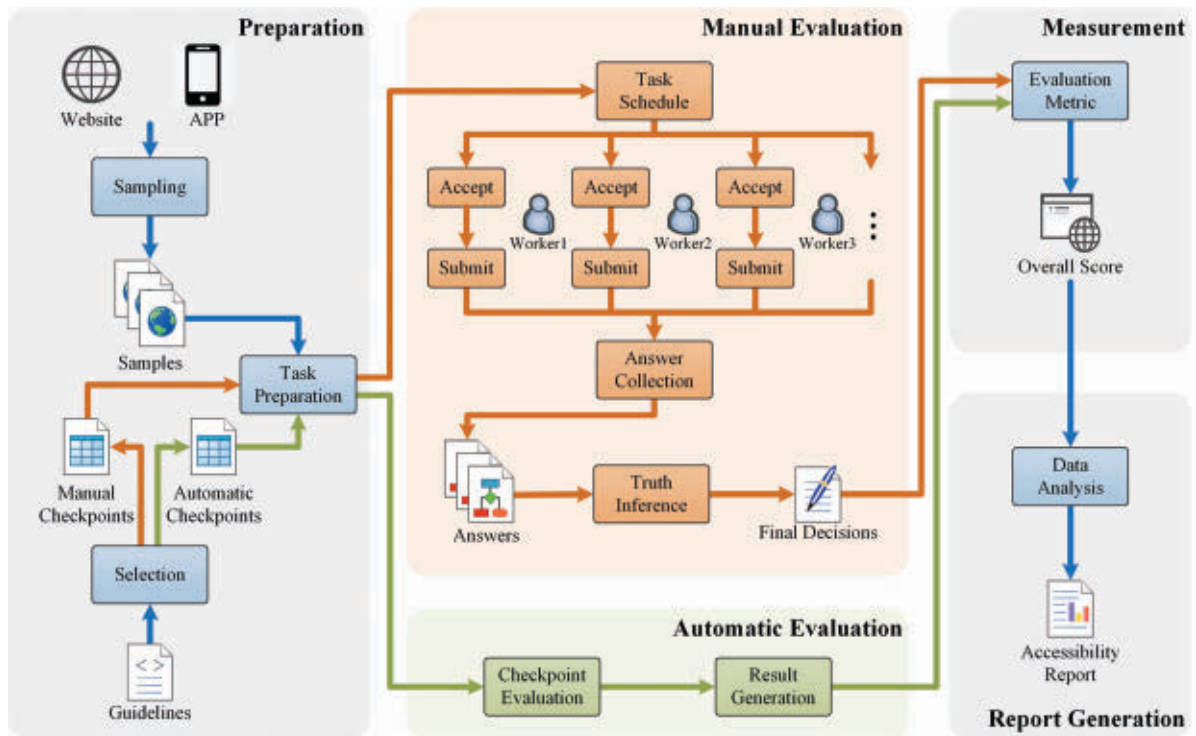 Preparation
Website
APP
Sampling
Samples
Task
Preparation
Manual
Checkpoints
Automatic
Checkpoints
Selection
Guidelines
Manual Evaluation
Task
Schedule
Accept
Accept
Accept
Worker1
Worker2
Worker3
Submit
Submit
Submit
Answer
Collection
Answers
Truth
Inference
Final Decisions
Automatic Evaluation
Checkpoint
Evaluation
Result
Generation
Measurement
Evaluation
Metric
Overall Score
Data
Analysis
Accessibility
Report
Report Generation